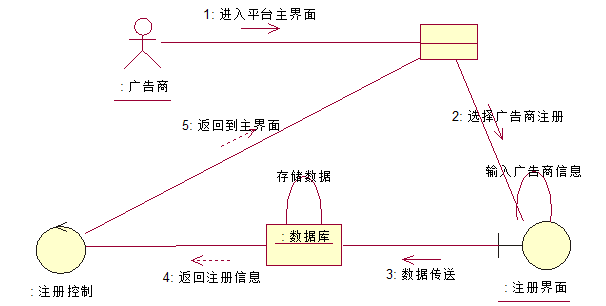 1: 进入平台主界面
: 广告商
2: 选择广告商注册
5: 返回到主界面
存储数据
输入广告商信息
: 数据库
4: 返回注册信息
3: 数据传送
: 注册控制
: 注册界面